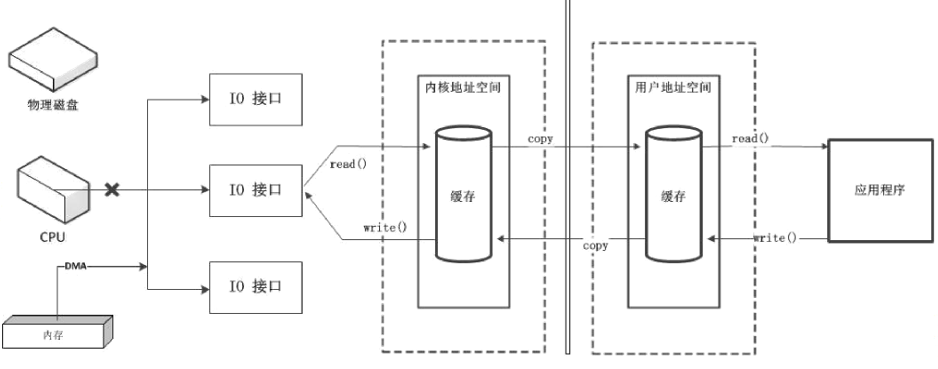 物理磁盘
CPU
DMA
内存
IO 接口
IO 接口
IO 接口
read()
write()
内核地址空间
缓存
copy
copy
用户地址空间
缓存
read()
write()
应用程序